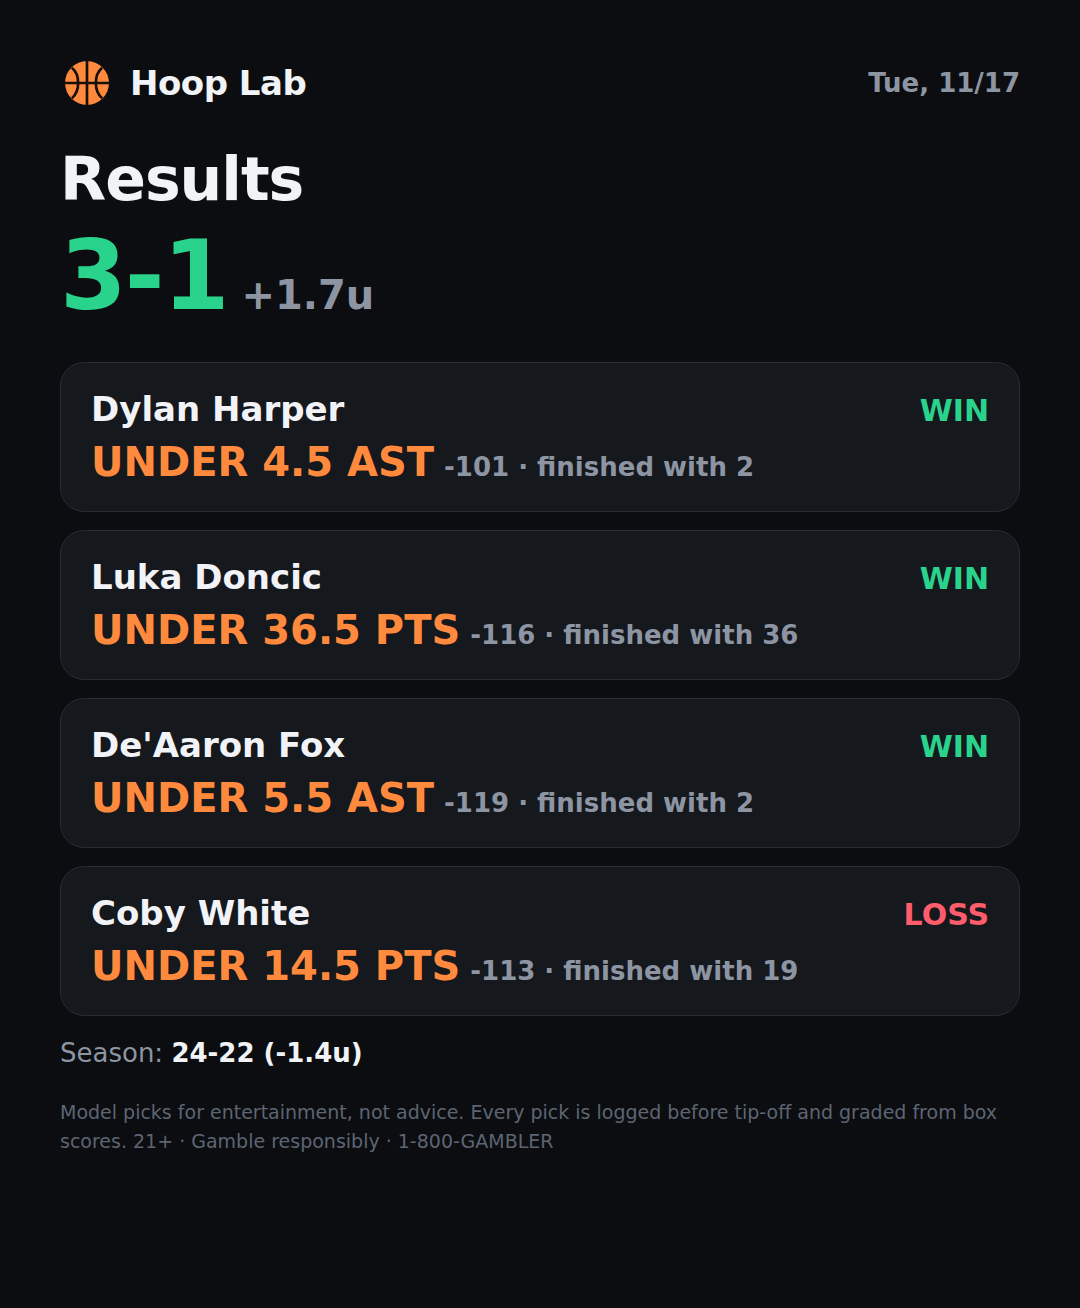 Hoop Lab
Tue, 11/17
Results
3-1 +1.7u
Dylan Harper
WIN
UNDER 4.5 AST -101 · finished with 2
Luka Doncic
WIN
UNDER 36.5 PTS -116 · finished with 36
De'Aaron Fox
WIN
UNDER 5.5 AST -119 · finished with 2
Coby White
LOSS
UNDER 14.5 PTS -113 · finished with 19
Season: 24-22 (-1.4u)
Model picks for entertainment, not advice. Every pick is logged before tip-off and graded from box
scores. 21+ · Gamble responsibly · 1-800-GAMBLER